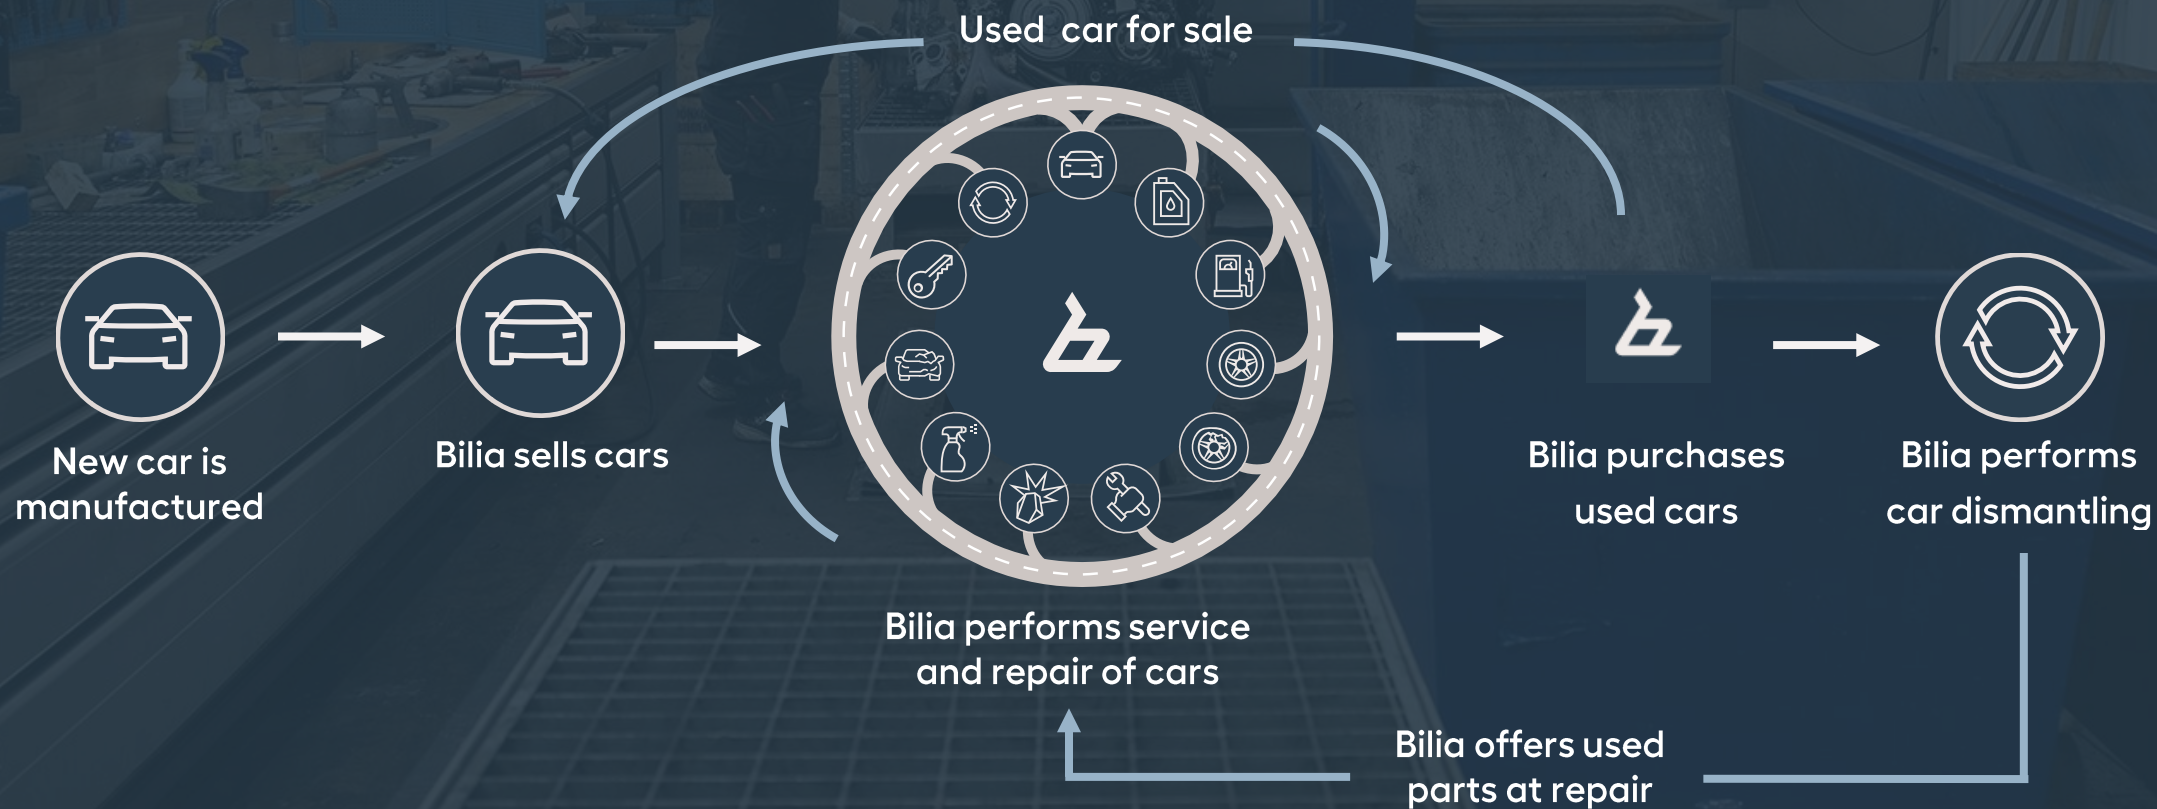 Used car for sale
New car is
manufactured
Bilia sells cars
Bilia performs service
and repair of cars
Bilia purchases
used cars
Bilia performs
car dismantling
Bilia offers used
parts at repair